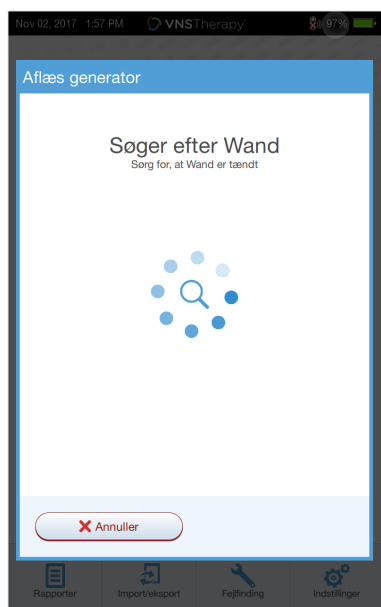 Nov 02, 2017 1:57 PM VNSTherapy 97%
Aflæs generator
Søger efter Wand
Sørg for, at Wand er tændt
Annuller
Rapporter Import/eksport Fejlfinding Indstillinger